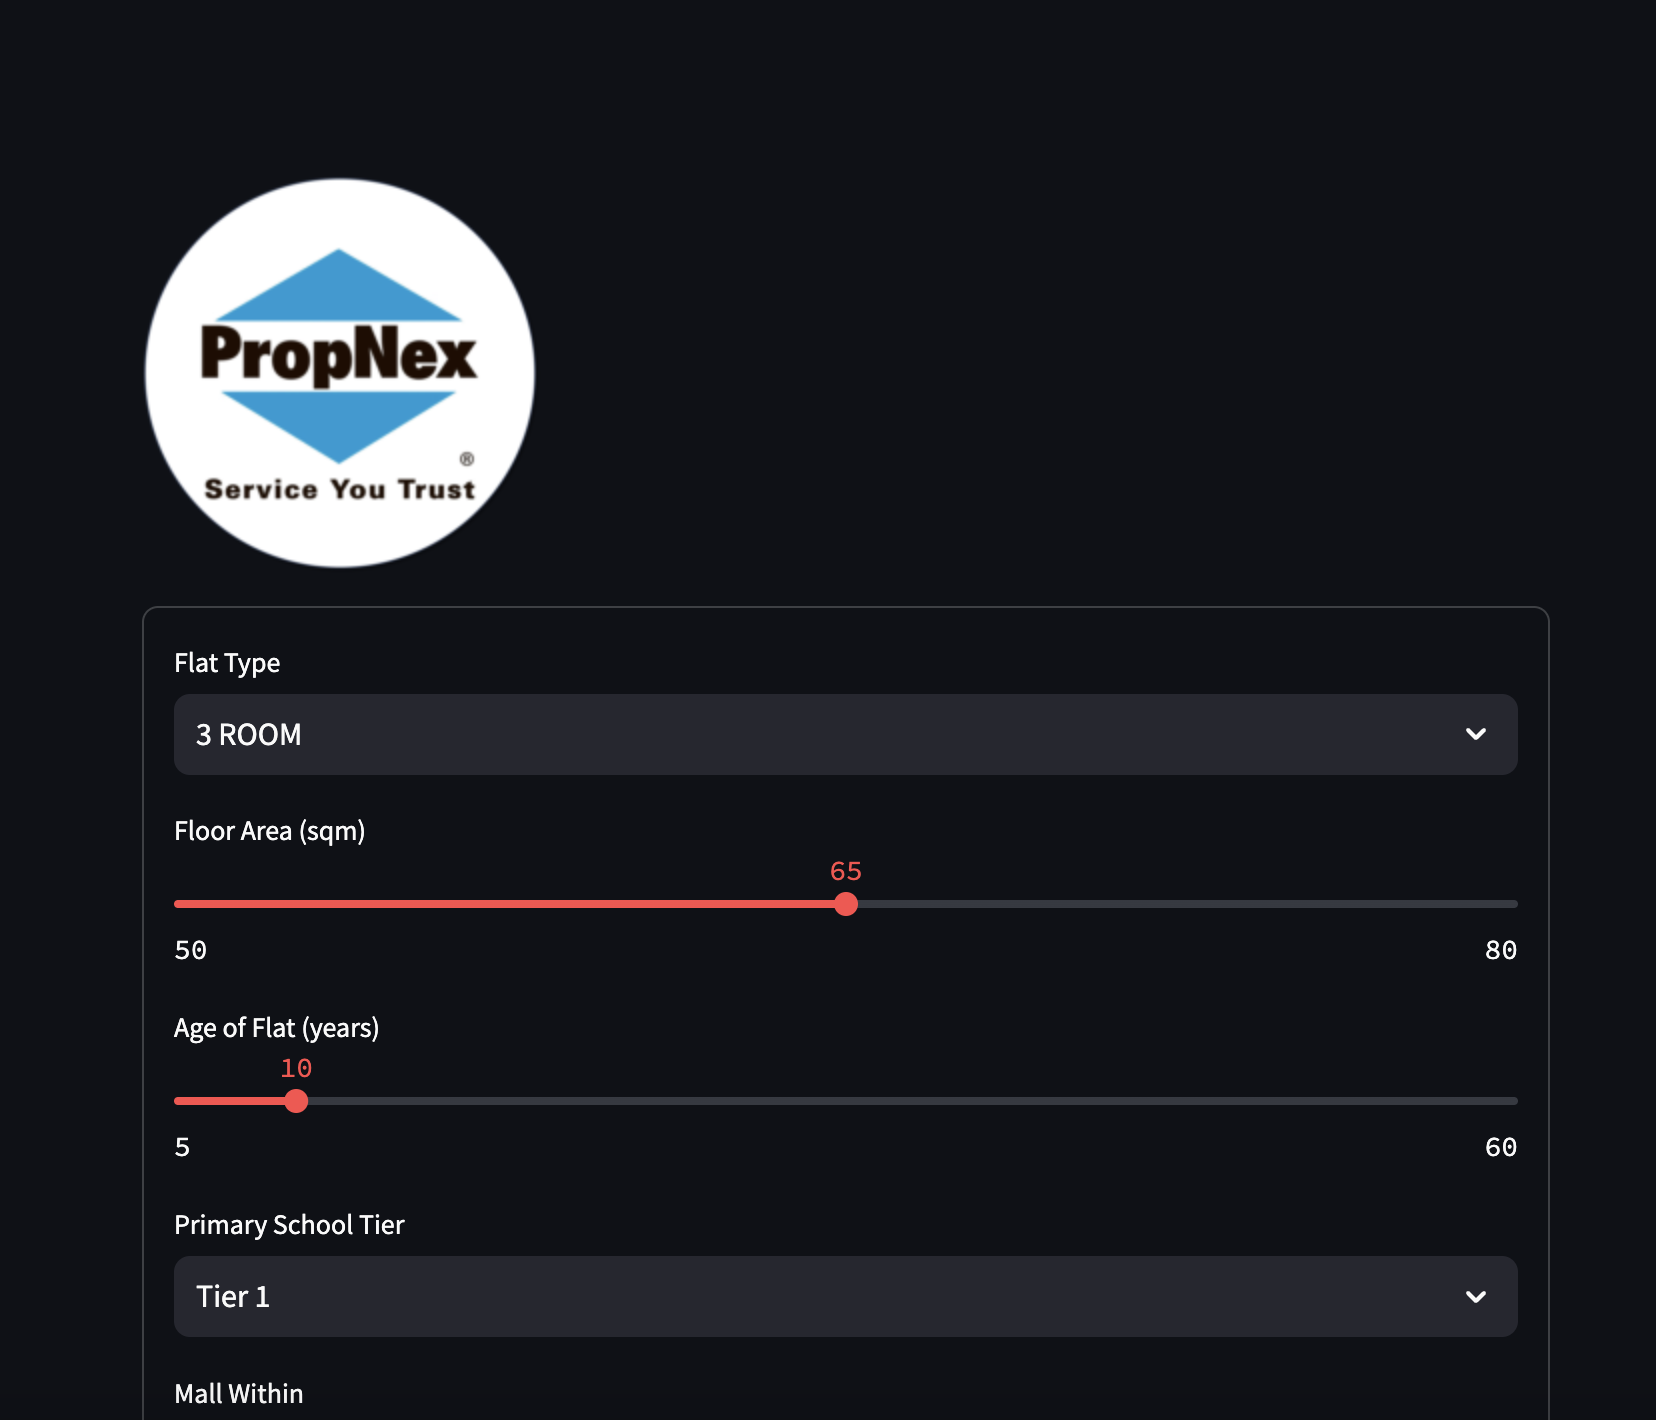 PropNex
®
Service You Trust
Flat Type
3 ROOM
Floor Area (sqm)
65
50 80
Age of Flat (years)
10
5 60
Primary School Tier
Tier 1
Mall Within